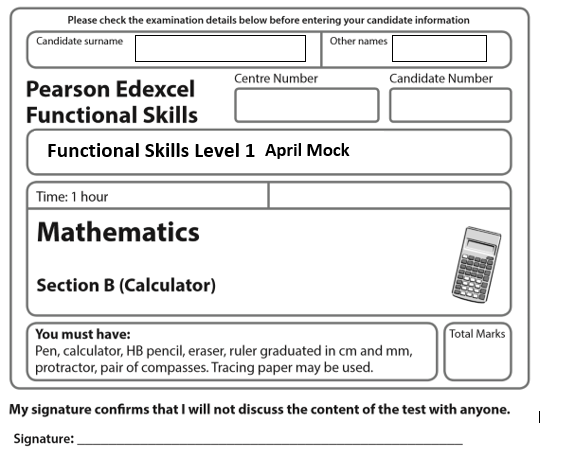 Please check the examination details below before entering your candidate information
Candidate surname
Other names
Pearson Edexcel
Functional Skills
Centre Number
Candidate Number
Functional Skills Level 1 April Mock
Time: 1 hour
Mathematics
Section B (Calculator)
You must have:
Pen, calculator, HB pencil, eraser, ruler graduated in cm and mm,
protractor, pair of compasses. Tracing paper may be used.
Total Marks
My signature confirms that I will not discuss the content of the test with anyone.
Signature: